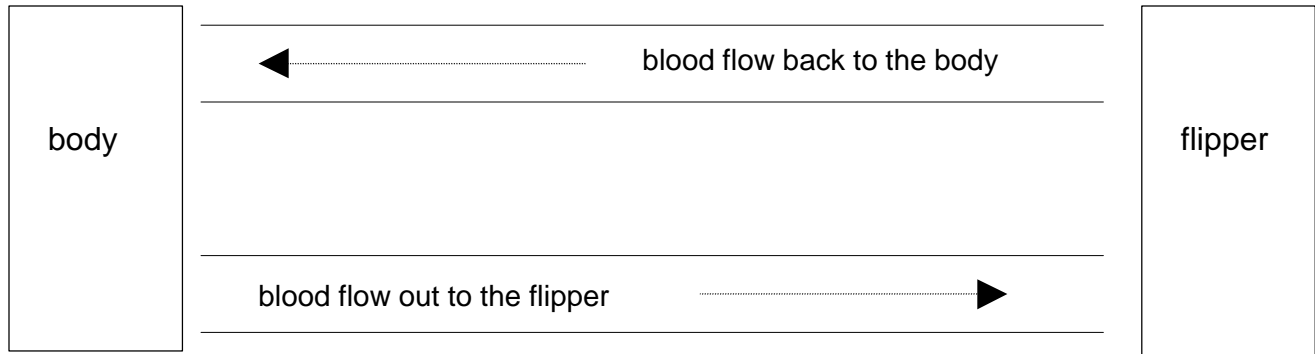 blood flow back to the body
body
flipper
blood flow out to the flipper